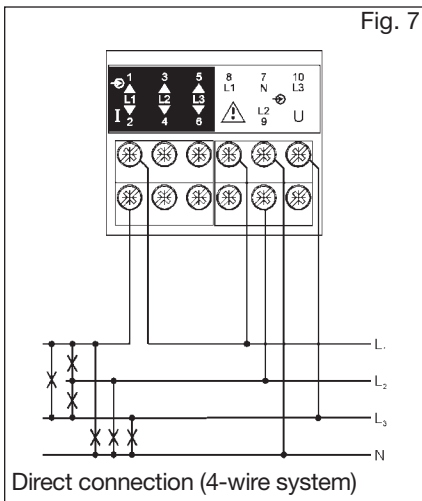 Fig. 7
1 3 5 8 7 10
L1 N L3
L1 L2 L3 L2
I 2 4 6 9 U
L₁
L₂
L₃
N
Direct connection (4-wire system)